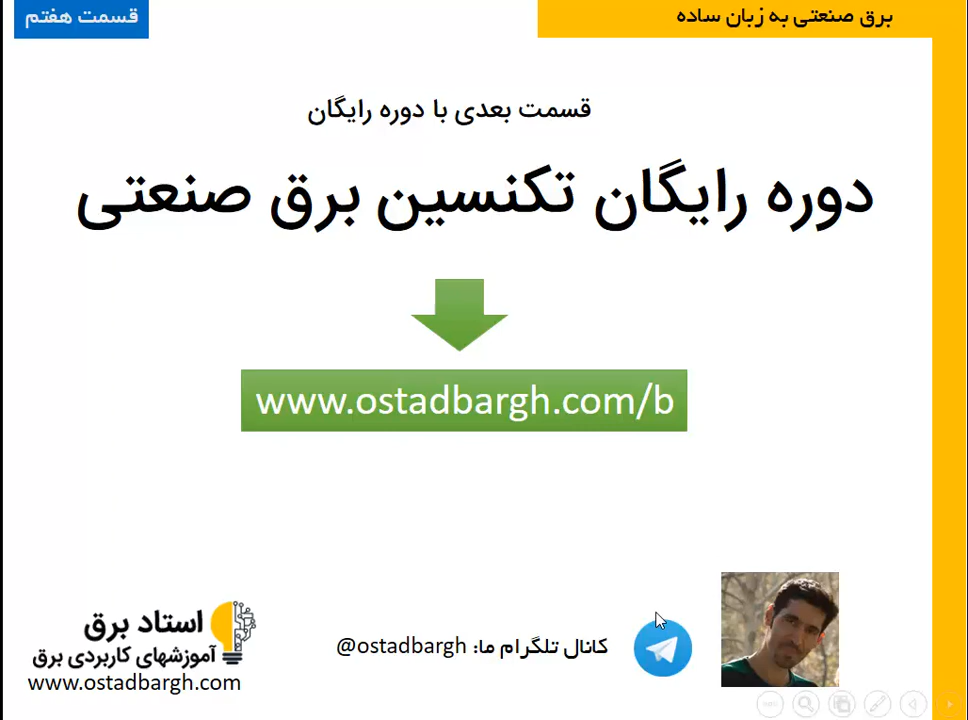 قسمت هفتم
برق صنعتی به زبان ساده
قسمت بعدی با دوره رایگان
دوره رایگان تکنسین برق صنعتی
www.ostadbargh.com/b
کانال تلگرام ما: @ostadbargh
استاد برق
آموزشهای کاربردی برق
www.ostadbargh.com